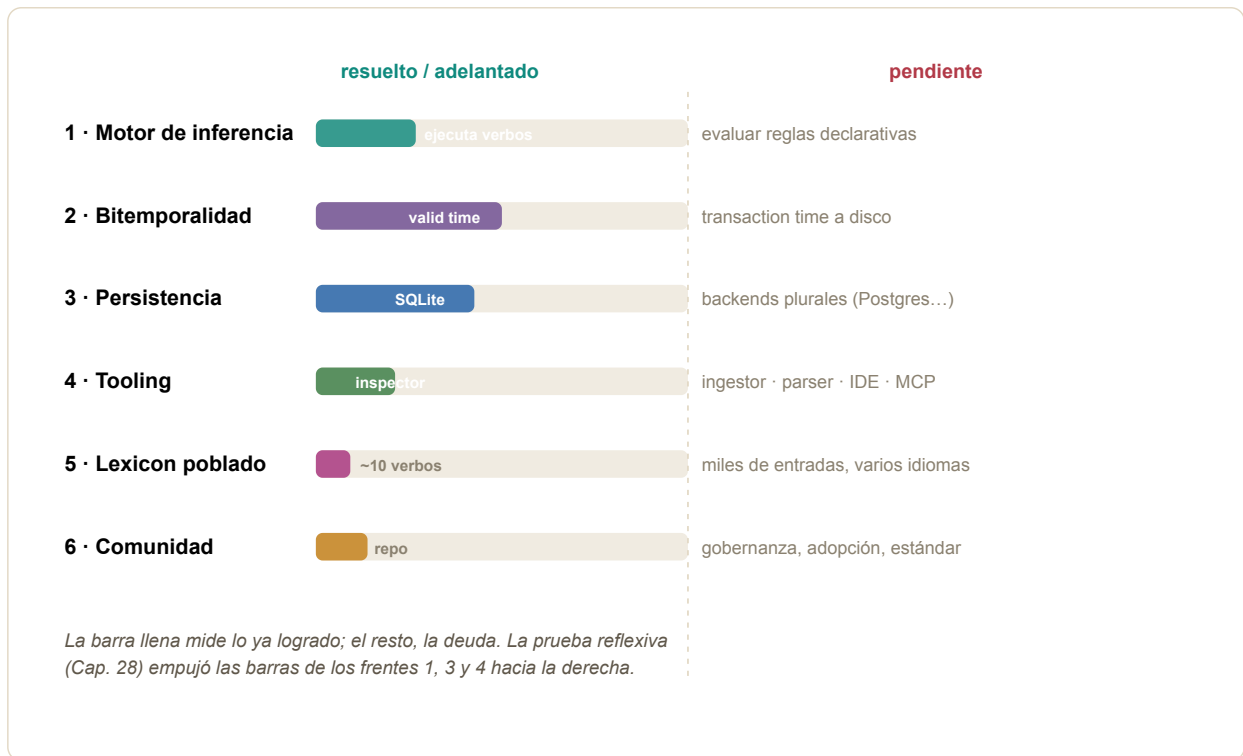 resuelto / adelantado pendiente
1 · Motor de inferencia ejecuta verbos evaluar reglas declarativas
2 · Bitemporalidad valid time transaction time a disco
3 · Persistencia SQLite backends plurales (Postgres…)
4 · Tooling inspector ingestor · parser · IDE · MCP
5 · Lexicon poblado ~10 verbos miles de entradas, varios idiomas
6 · Comunidad repo gobernanza, adopción, estándar
La barra llena mide lo ya logrado; el resto, la deuda. La prueba reflexiva
(Cap. 28) empujó las barras de los frentes 1, 3 y 4 hacia la derecha.